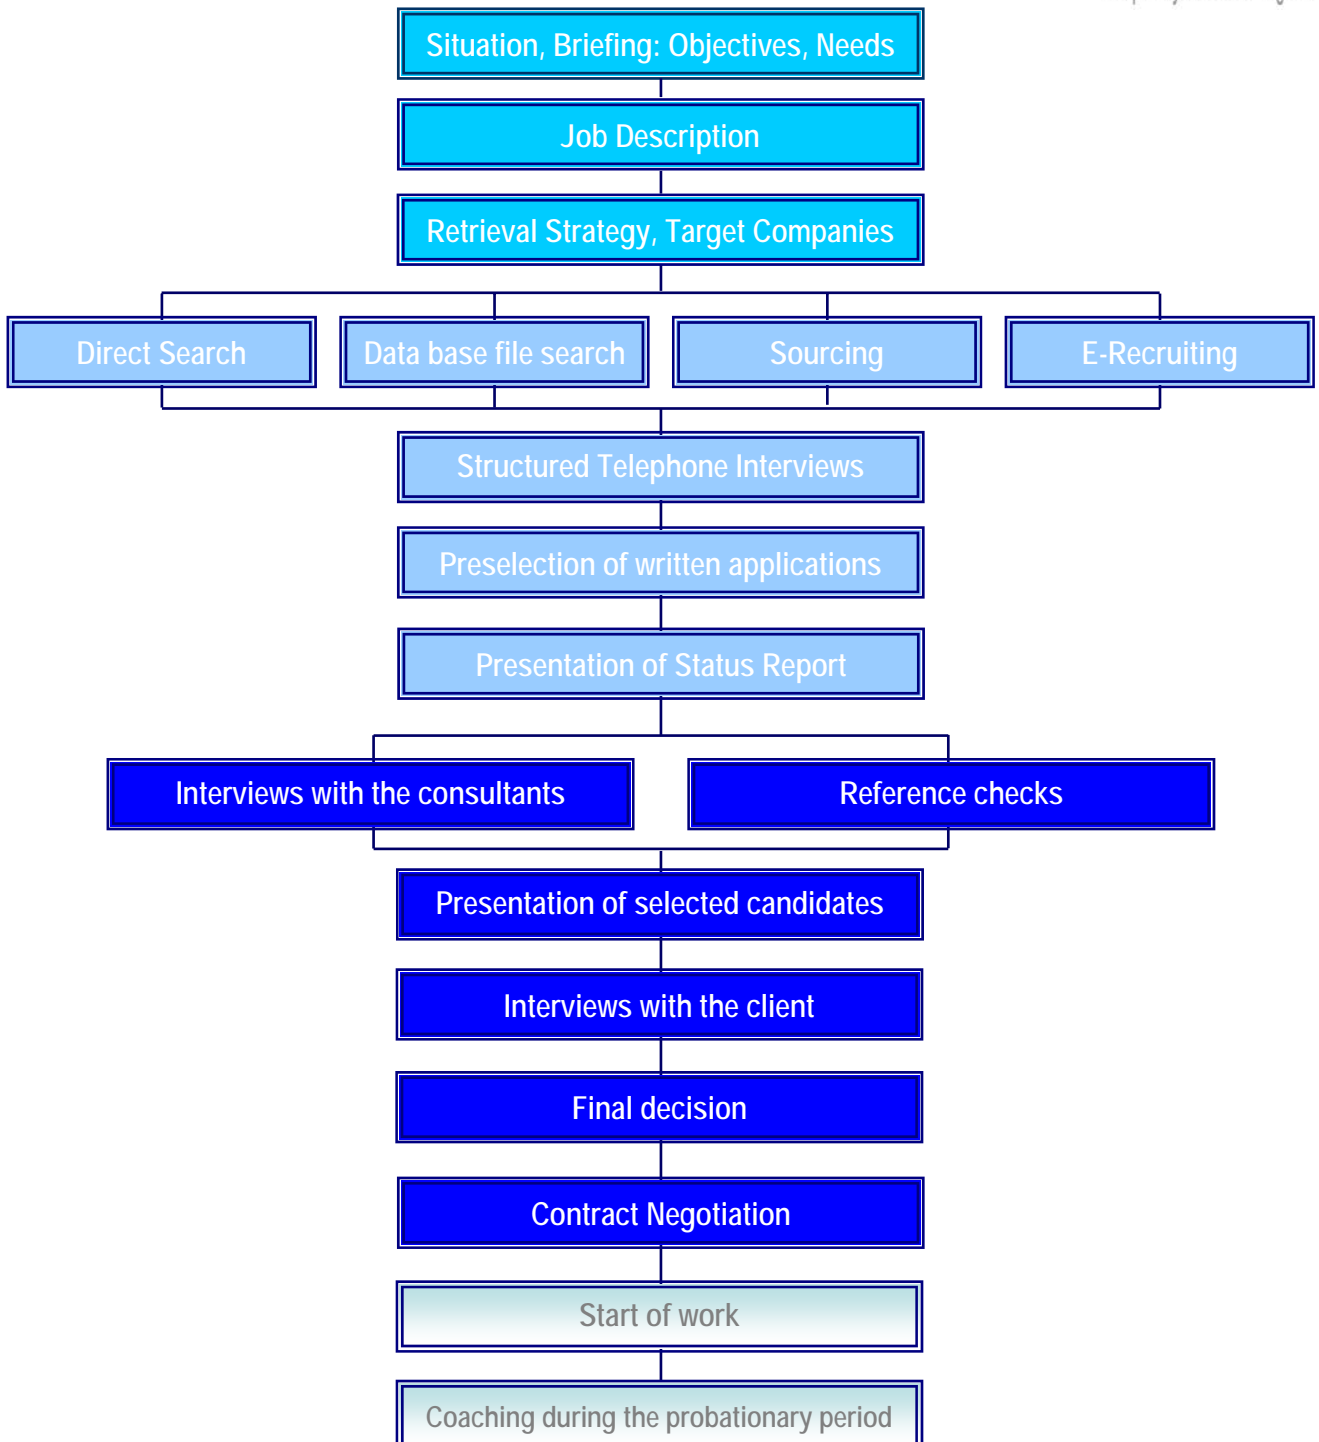 Situation, Briefing: Objectives, Needs
Job Description
Retrieval Strategy, Target Companies
Direct Search
Data base file search
Sourcing
E-Recruiting
Structured Telephone Interviews
Preselection of written applications
Presentation of Status Report
Interviews with the consultants
Reference checks
Presentation of selected candidates
Interviews with the client
Final decision
Contract Negotiation
Start of work
Coaching during the probationary period